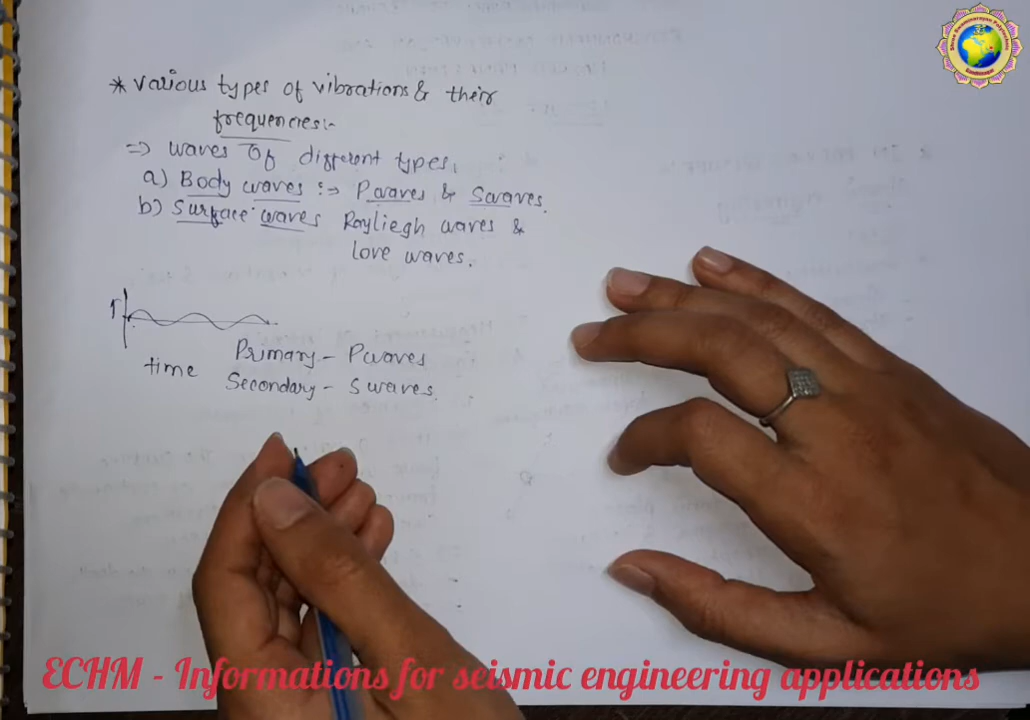 * Various types of vibrations & their
frequencies:-
=> waves of different types,
a) Body waves :=> Pwaves & Swaves.
b) Surface waves Rayliegh waves &
love waves.
time
Primary - Pwaves
Secondary - S waves.
ECHM - Informations for seismic engineering applications